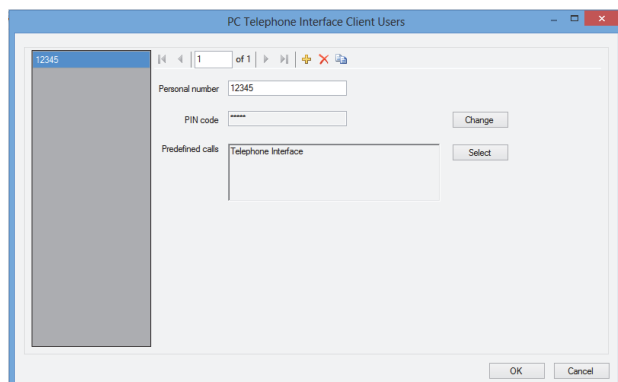 PC Telephone Interface Client Users
12345
1 of 1
Personal number 12345
PIN code •••••
Change
Predefined calls Telephone Interface
Select
OK Cancel